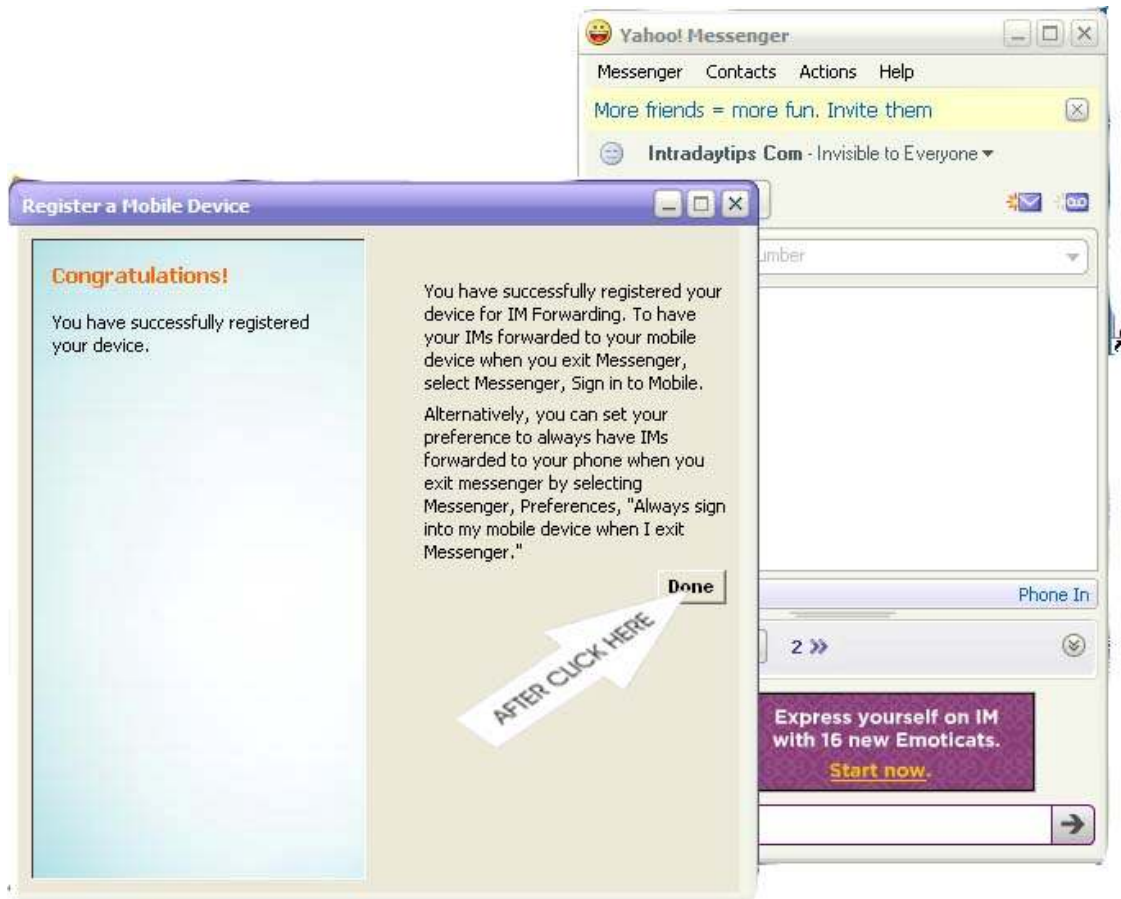 Yahoo! Messenger
Messenger Contacts Actions Help
More friends = more fun. Invite them
Intradaytips Com - Invisible to Everyone
Register a Mobile Device
Congratulations!
You have successfully registered
your device.
You have successfully registered your
device for IM Forwarding. To have
your IMs forwarded to your mobile
device when you exit Messenger,
select Messenger, Sign in to Mobile.
Alternatively, you can set your
preference to always have IMs
forwarded to your phone when you
exit messenger by selecting
Messenger, Preferences, "Always sign
into my mobile device when I exit
Messenger."
Done
AFTER CLICK HERE
umber
Phone In
2 »
Express yourself on IM
with 16 new Emoticats.
Start now.